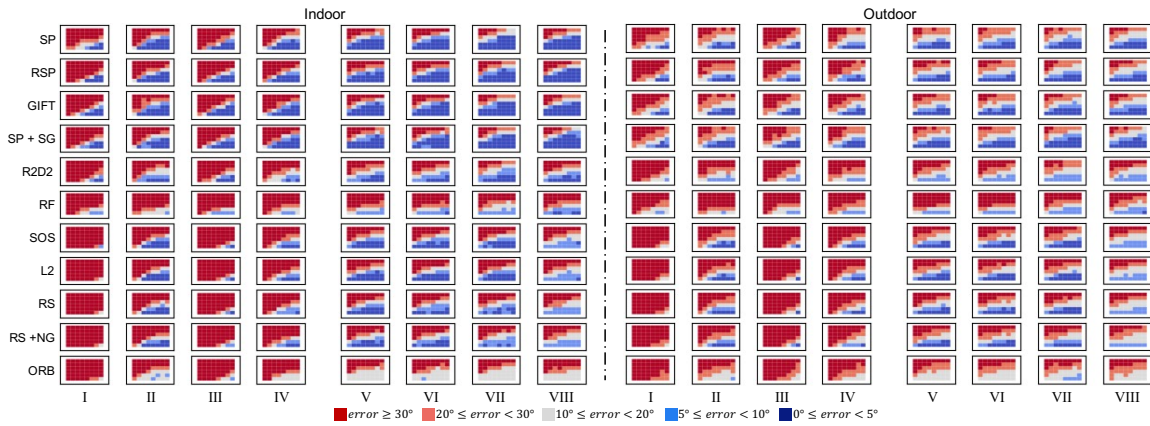 Indoor Outdoor
SP
RSP
GIFT
SP + SG
R2D2
RF
SOS
L2
RS
RS +NG
ORB
I II III IV V VI VII VIII I II III IV V VI VII VIII
error ≥ 30° 20° ≤ error < 30° 10° ≤ error < 20° 5° ≤ error < 10° 0° ≤ error < 5°